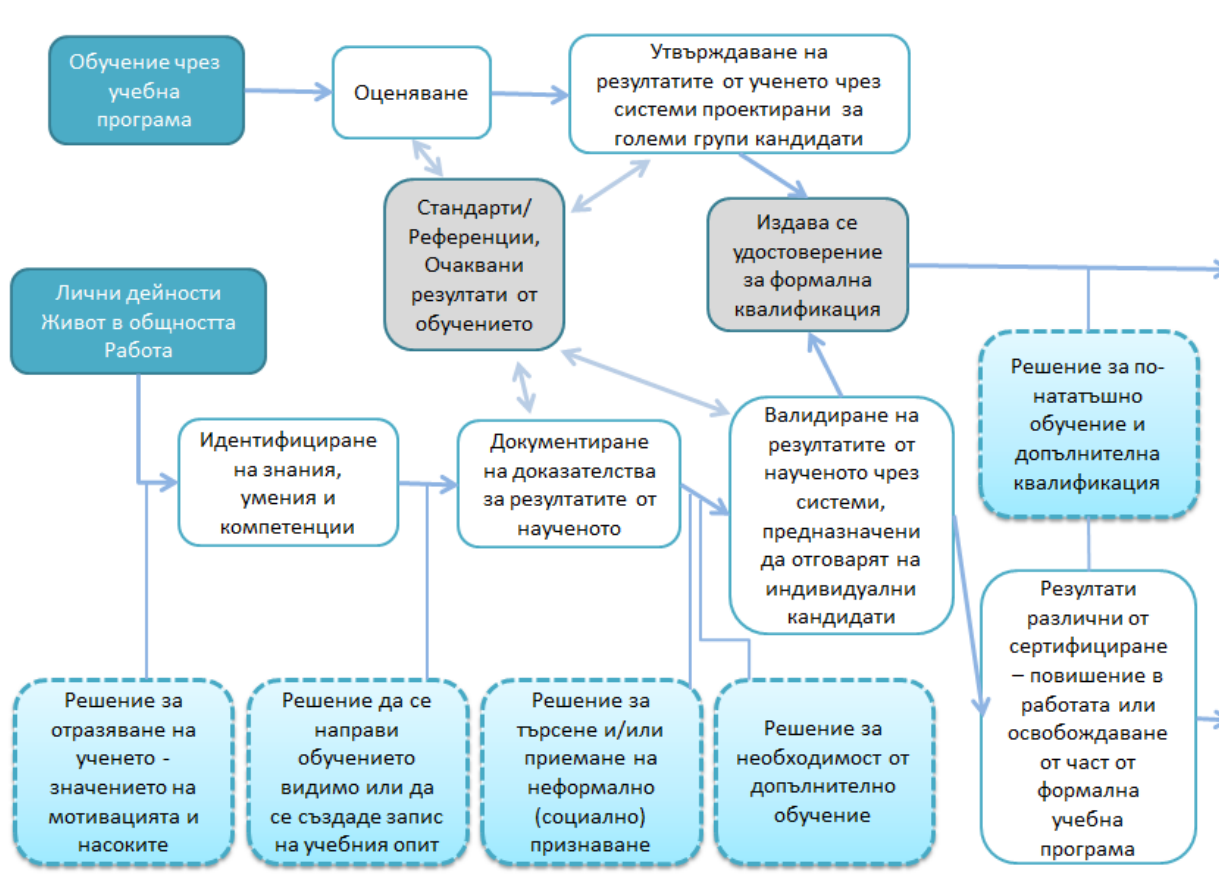 Обучение чрез
учебна
програма
Оценяване
Утвърждаване на
резултатите от ученето чрез
системи проектирани за
големи групи кандидати
Стандарти/
Референции,
Очаквани
резултати от
обучението
Издава се
удостоверение
за формална
квалификация
Лични дейности
Живот в общността
Работа
Решение за по-
нататъшно
обучение и
допълнителна
квалификация
Идентифициране
на знания,
умения и
компетенции
Документиране
на доказателства
за резултатите от
наученото
Валидиране на
резултатите от
наученото чрез
системи,
предназначени
да отговарят на
индивидуални
кандидати
Резултати
различни от
сертифициране
– повишение в
работата или
освобождаване
от част от
формална
учебна
програма
Решение за
отразяване на
ученето -
значението на
мотивацията и
насоките
Решение да се
направи
обучението
видимо или да
се създаде запис
на учебния опит
Решение за
търсене и/или
приемане на
неформално
(социално)
признаване
Решение за
необходимост от
допълнително
обучение